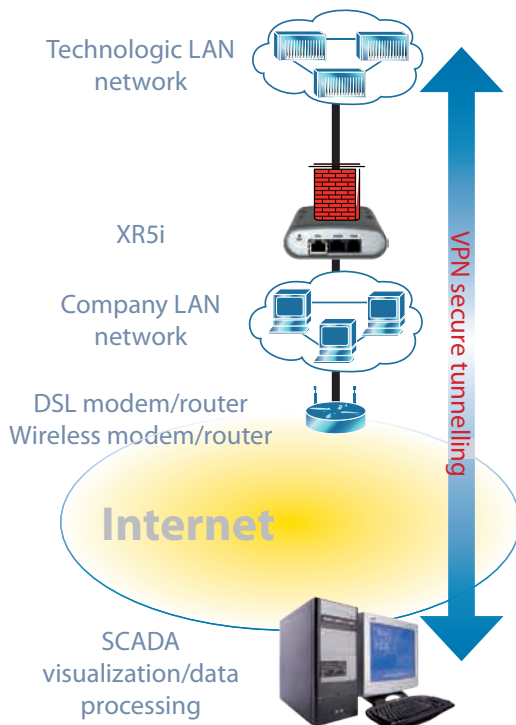 Technologic LAN
network
XR5i
Company LAN
network
VPN secure tunnelling
DSL modem/router
Wireless modem/router
Internet
SCADA
visualization/data
processing